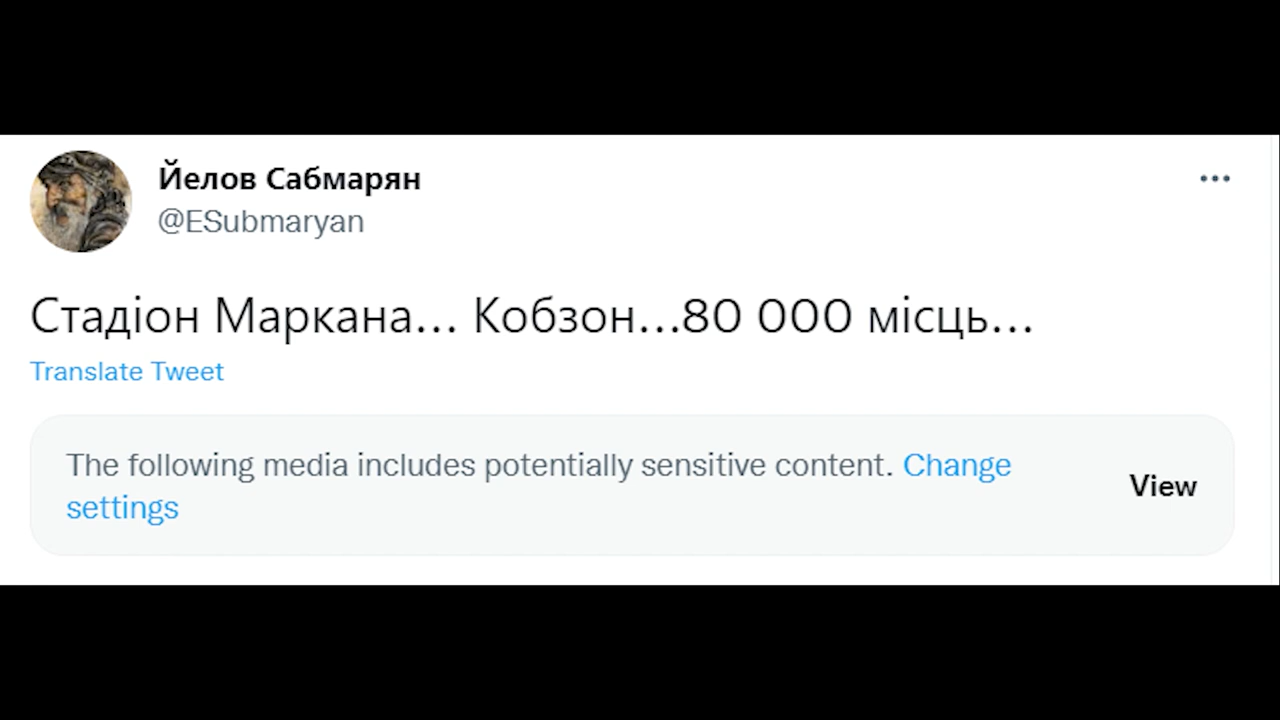 Йелов Сабмарян
@ESubmaryan
Стадіон Маркана... Кобзон...80 000 місць...
Translate Tweet
The following media includes potentially sensitive content. Change
settings
View